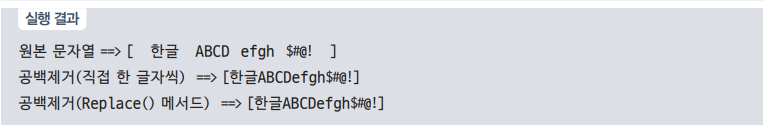 실행 결과
원본 문자열 ==> [  한글  ABCD efgh $#@!  ]
공백제거(직접 한 글자씩) ==> [한글ABCDefgh$#@!]
공백제거(Replace() 메서드) ==> [한글ABCDefgh$#@!]